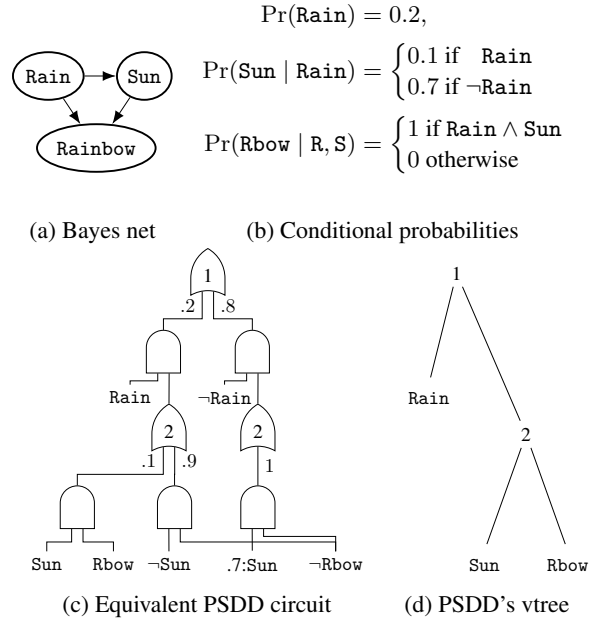 Pr(Rain) = 0.2,
Rain Sun
Pr(Sun | Rain) = { 0.1 if Rain
0.7 if ¬Rain
Rainbow
Pr(Rbow | R, S) = { 1 if Rain ∧ Sun
0 otherwise
(a) Bayes net
(b) Conditional probabilities
1
.2 .8
Rain ¬Rain
2 2
.1 .9 1
Sun Rbow ¬Sun .7:Sun ¬Rbow
(c) Equivalent PSDD circuit
1
Rain
2
Sun Rbow
(d) PSDD's vtree